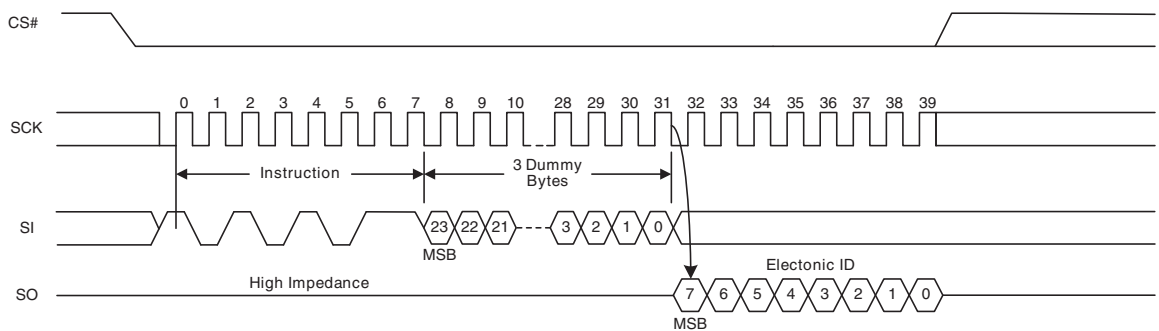 CS#
0 1 2 3 4 5 6 7 8 9 10 28 29 30 31 32 33 34 35 36 37 38 39
SCK
Instruction
3 Dummy
Bytes
SI
23 22 21 3 2 1 0
MSB
High Impedance
Electonic ID
SO
7 6 5 4 3 2 1 0
MSB